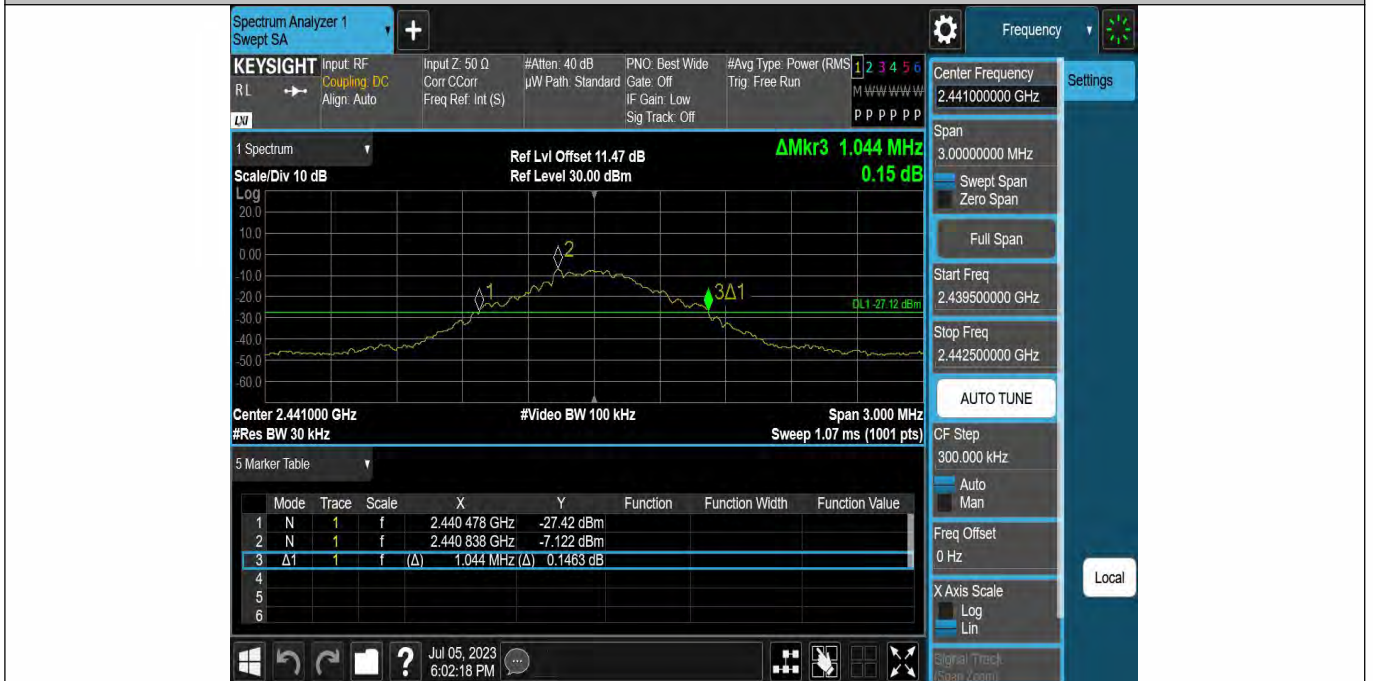 Spectrum Analyzer 1
Swept SA
+
Frequency
KEYSIGHT
RL
LXI
Input: RF
Coupling: DC
Align: Auto
Input Z: 50 Ω
Corr CCorr
Freq Ref: Int (S)
#Atten: 40 dB
µW Path: Standard
PNO: Best Wide
Gate: Off
IF Gain: Low
Sig Track: Off
#Avg Type: Power (RMS
Trig: Free Run
1 2 3 4 5 6
M W W W W W
P P P P P P
1 Spectrum
Scale/Div 10 dB
Ref Lvl Offset 11.47 dB
Ref Level 30.00 dBm
ΔMkr3 1.044 MHz
0.15 dB
Log
20.0
10.0
0.00
-10.0
-20.0
-30.0
-40.0
-50.0
-60.0
1
2
3Δ1
DL1 -27.12 dBm
Center 2.441000 GHz
#Video BW 100 kHz
Span 3.000 MHz
#Res BW 30 kHz
Sweep 1.07 ms (1001 pts)
5 Marker Table
Mode Trace Scale X Y Function Function Width Function Value
1 N 1 f 2.440 478 GHz -27.42 dBm
2 N 1 f 2.440 838 GHz -7.122 dBm
3 Δ1 1 f (Δ) 1.044 MHz (Δ) 0.1463 dB
4
5
6
Jul 05, 2023
6:02:18 PM
?
Center Frequency
2.441000000 GHz
Settings
Span
3.00000000 MHz
Swept Span
Zero Span
Full Span
Start Freq
2.439500000 GHz
Stop Freq
2.442500000 GHz
AUTO TUNE
CF Step
300.000 kHz
Auto
Man
Freq Offset
0 Hz
X Axis Scale
Log
Lin
Signal Track
(Span Zoom)
Local